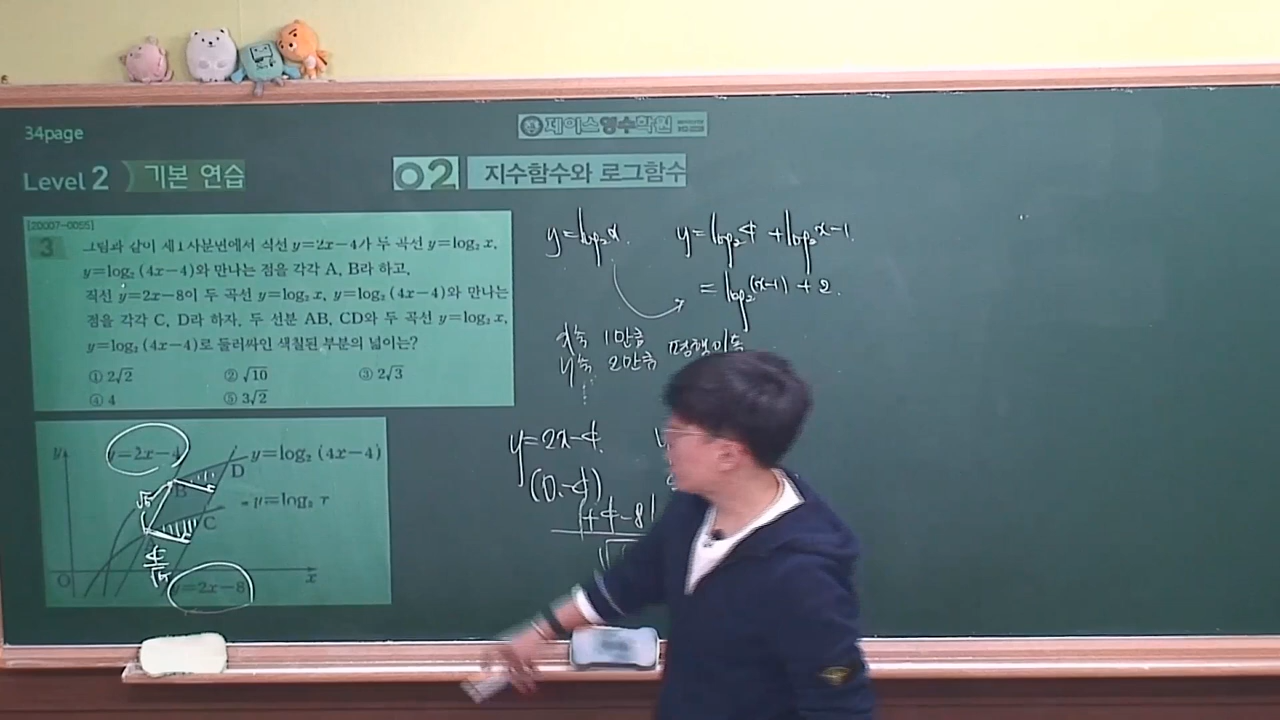 34page
제이스영수학원
Level 2 기본 연습
02 지수함수와 로그함수
[20007-0055]
3 그림과 같이 제1사분면에서 직선 y=2x-4가 두 곡선 y=log₂ x,
y=log₂ (4x-4)와 만나는 점을 각각 A, B라 하고,
직선 y=2x-8이 두 곡선 y=log₂ x, y=log₂ (4x-4)와 만나는
점을 각각 C, D라 하자. 두 선분 AB, CD와 두 곡선 y=log₂ x,
y=log₂ (4x-4)로 둘러싸인 색칠된 부분의 넓이는?
① 2√2 ② √10 ③ 2√3
④ 4 ⑤ 3√2
y
y=2x-4
y=log₂ (4x-4)
D
B
√5
y=log₂ x
C
4/√5
O
x
y=2x-8
y=log₂x
y=log₂4+log₂x-1
=log₂(x-1)+2
x축 1만큼
y축 2만큼 평행이동
y=2x-4
(0,-4)
|+4-8|